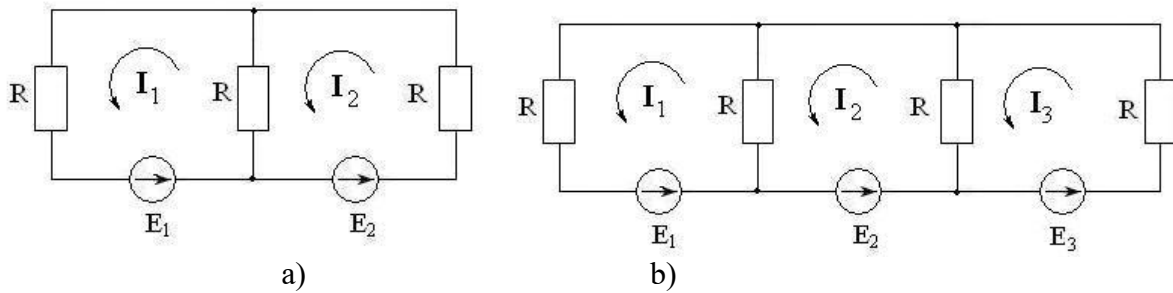 R I₁ R I₂ R
E₁ E₂
a)
R I₁ R I₂ R I₃ R
E₁ E₂ E₃
b)